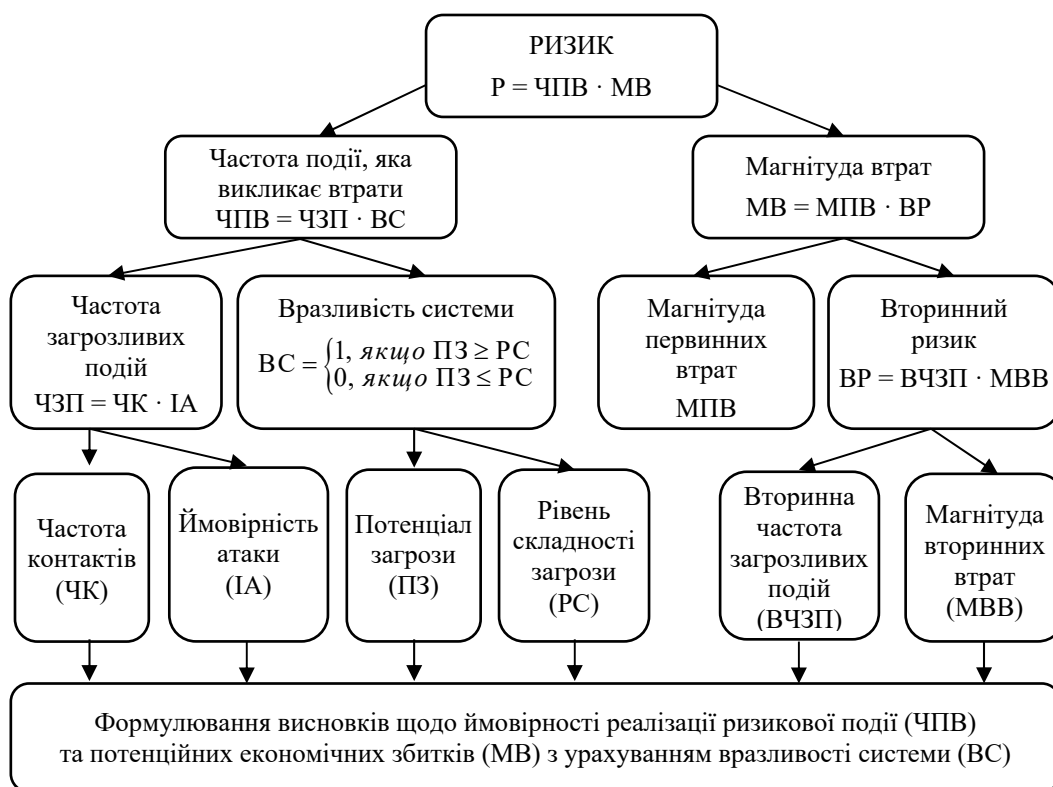 РИЗИК
Р = ЧПВ · МВ
Частота події, яка
викликає втрати
ЧПВ = ЧЗП · ВС
Магнітуда втрат
МВ = МПВ · ВР
Частота
загрозливих
подій
ЧЗП = ЧК · ІА
Вразливість системи
ВС = {1, якщо ПЗ ≥ РС
{0, якщо ПЗ ≤ РС
Магнітуда
первинних
втрат
МПВ
Вторинний
ризик
ВР = ВЧЗП · МВВ
Частота
контактів
(ЧК)
Ймовірність
атаки
(ІА)
Потенціал
загрози
(ПЗ)
Рівень
складності
загрози
(РС)
Вторинна
частота
загрозливих
подій
(ВЧЗП)
Магнітуда
вторинних
втрат
(МВВ)
Формулювання висновків щодо ймовірності реалізації ризикової події (ЧПВ)
та потенційних економічних збитків (МВ) з урахуванням вразливості системи (ВС)